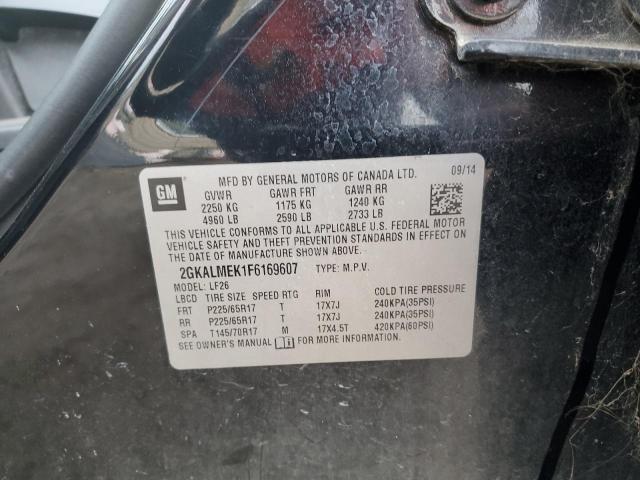 GM
MFD BY GENERAL MOTORS OF CANADA LTD. 09/14
GVWR GAWR FRT GAWR RR
2250 KG 1175 KG 1240 KG
4960 LB 2590 LB 2733 LB
THIS VEHICLE CONFORMS TO ALL APPLICABLE U.S. FEDERAL MOTOR
VEHICLE SAFETY AND THEFT PREVENTION STANDARDS IN EFFECT ON
THE DATE OF MANUFACTURE SHOWN ABOVE.
2GKALMEK1F6169607 TYPE: M.P.V.
MODEL: LF26
LBCD TIRE SIZE SPEED RTG RIM COLD TIRE PRESSURE
FRT P225/65R17 T 17X7J 240KPA(35PSI)
RR P225/65R17 T 17X7J 240KPA(35PSI)
SPA T145/70R17 M 17X4.5T 420KPA(60PSI)
SEE OWNER'S MANUAL FOR MORE INFORMATION.